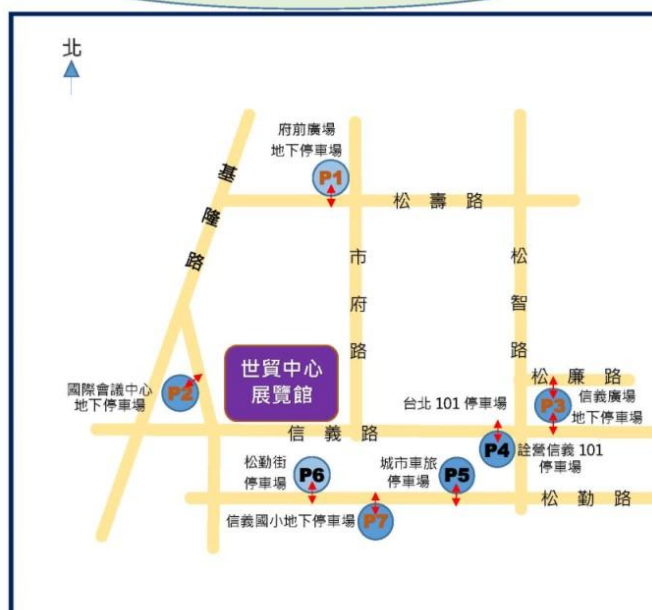 北
府前廣場
地下停車場
P1
基隆路
松壽路
市府路
松智路
世貿中心
展覽館
國際會議中心
地下停車場
P2
松廉路
P3
信義廣場
地下停車場
台北 101 停車場
信義路
P4
詮營信義 101
停車場
松勤街
停車場
P6
城市車旅
停車場
P5
松勤路
信義國小地下停車場
P7